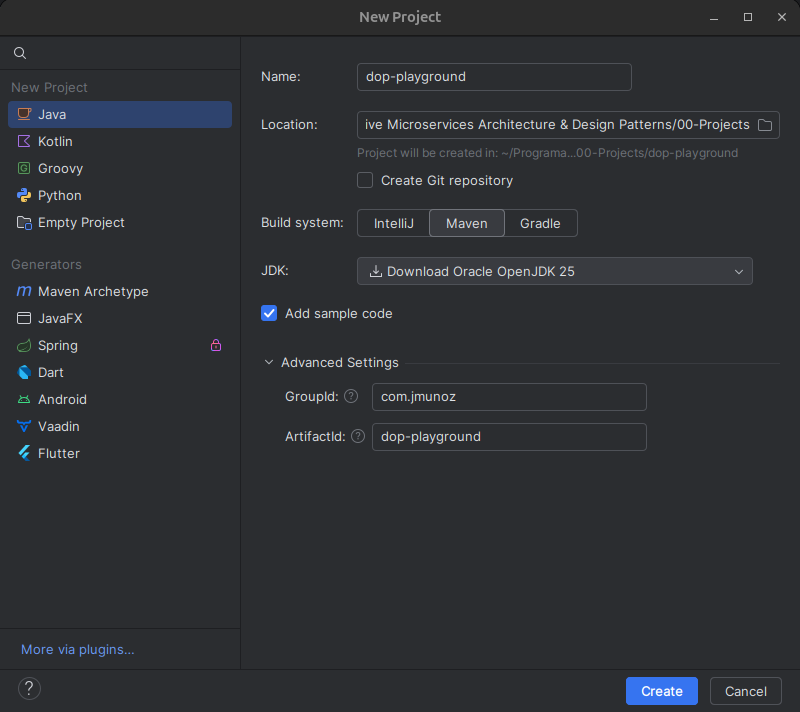 New Project
New Project
Java
Kotlin
Groovy
Python
Empty Project
Generators
m Maven Archetype
JavaFX
Spring
Dart
Android
Vaadin
Flutter
More via plugins...
?
Name: dop-playground
Location: ive Microservices Architecture & Design Patterns/00-Projects
Project will be created in: ~/Programa...00-Projects/dop-playground
Create Git repository
Build system: IntelliJ Maven Gradle
JDK: Download Oracle OpenJDK 25
Add sample code
Advanced Settings
GroupId: ? com.jmunoz
ArtifactId: ? dop-playground
Create Cancel